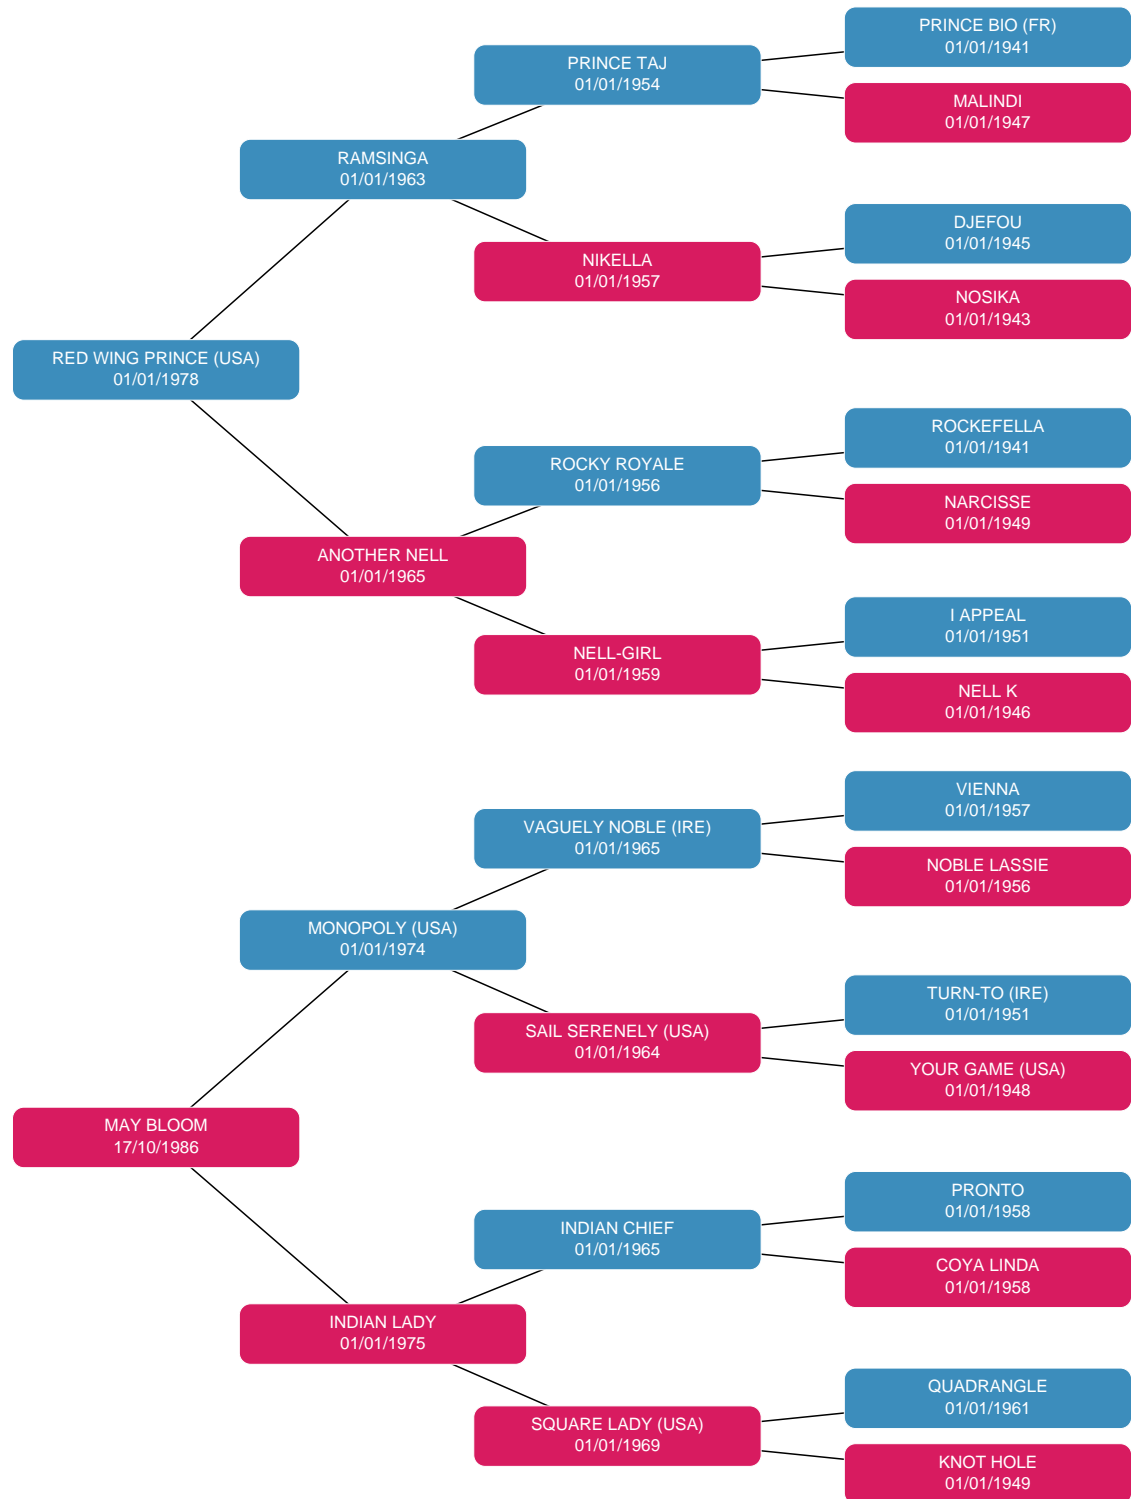 PRINCE BIO (FR)
01/01/1941
PRINCE TAJ
01/01/1954
MALINDI
01/01/1947
RAMSINGA
01/01/1963
DJEFOU
01/01/1945
NIKELLA
01/01/1957
NOSIKA
01/01/1943
RED WING PRINCE (USA)
01/01/1978
ROCKEFELLA
01/01/1941
ROCKY ROYALE
01/01/1956
NARCISSE
01/01/1949
ANOTHER NELL
01/01/1965
I APPEAL
01/01/1951
NELL-GIRL
01/01/1959
NELL K
01/01/1946
VIENNA
01/01/1957
VAGUELY NOBLE (IRE)
01/01/1965
NOBLE LASSIE
01/01/1956
MONOPOLY (USA)
01/01/1974
TURN-TO (IRE)
01/01/1951
SAIL SERENELY (USA)
01/01/1964
YOUR GAME (USA)
01/01/1948
MAY BLOOM
17/10/1986
PRONTO
01/01/1958
INDIAN CHIEF
01/01/1965
COYA LINDA
01/01/1958
INDIAN LADY
01/01/1975
QUADRANGLE
01/01/1961
SQUARE LADY (USA)
01/01/1969
KNOT HOLE
01/01/1949